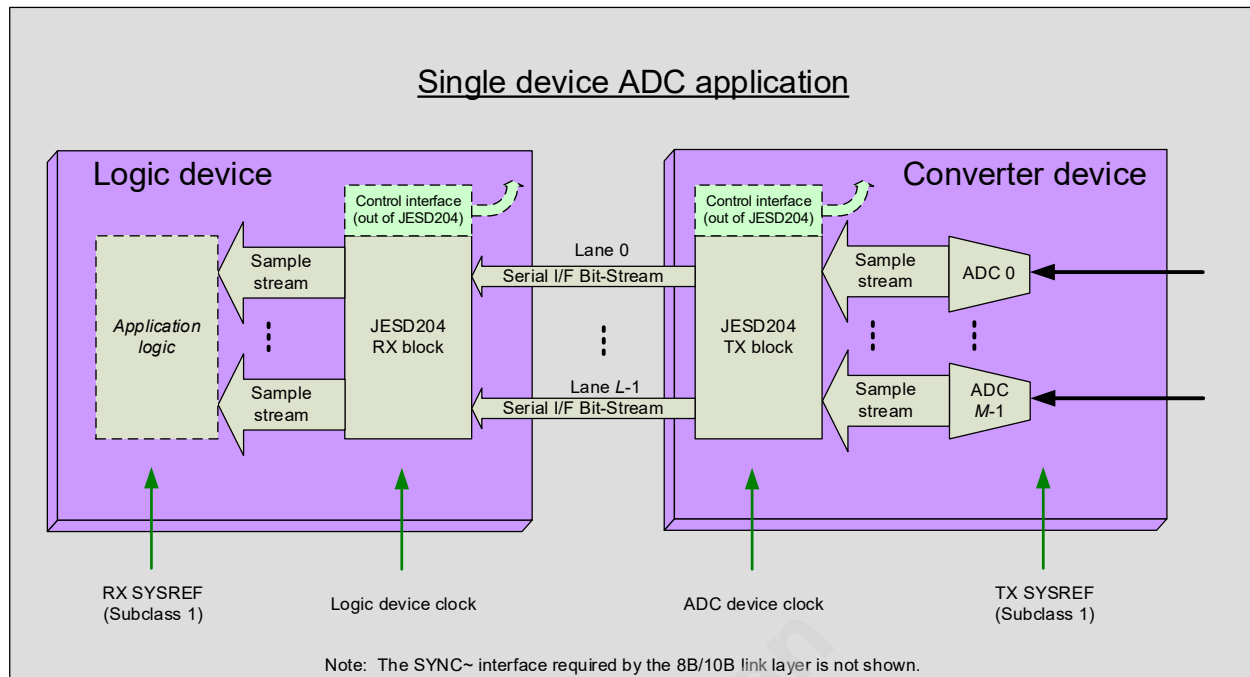 Single device ADC application
Logic device
Converter device
Control interface
(out of JESD204)
Control interface
(out of JESD204)
Lane 0
Serial I/F Bit-Stream
Sample
stream
Sample
stream
ADC 0
Application
logic
JESD204
RX block
JESD204
TX block
Lane L-1
Serial I/F Bit-Stream
Sample
stream
Sample
stream
ADC
M-1
RX SYSREF
(Subclass 1)
Logic device clock
ADC device clock
TX SYSREF
(Subclass 1)
Note: The SYNC~ interface required by the 8B/10B link layer is not shown.